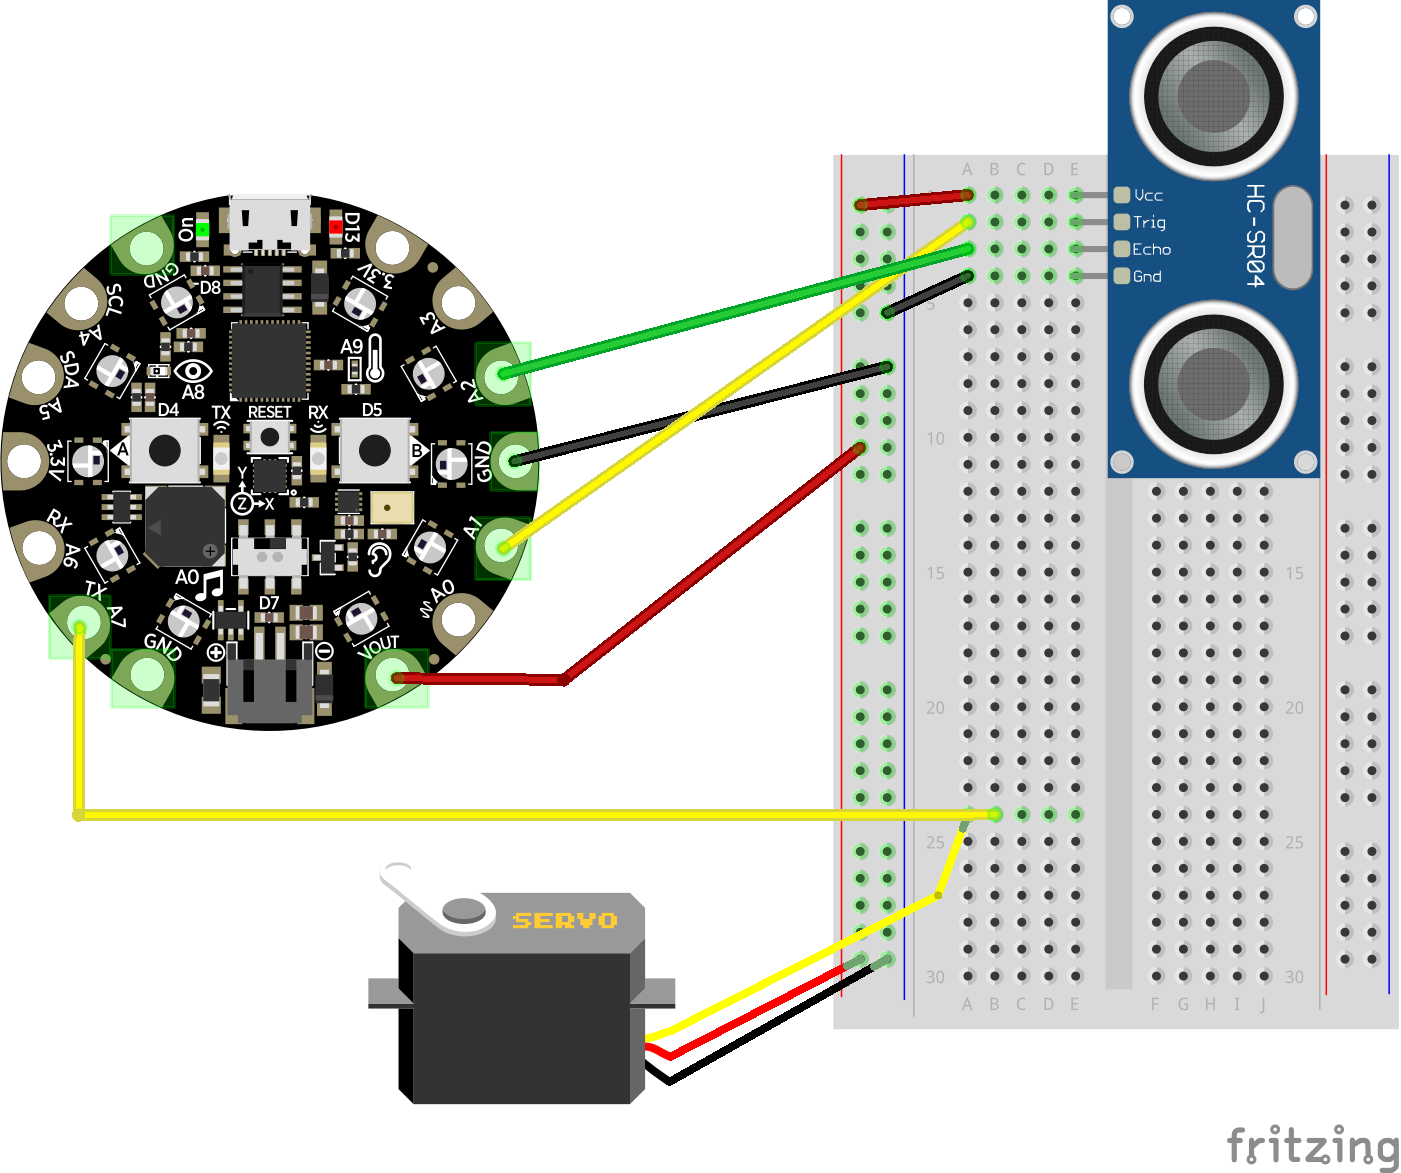 On
D13
GND
D8
3.3V
SCL
A4
A3
SDA
A5
A9
A8
A2
D4
TX
RESET
RX
D5
A
B
3.3V
GND
Y
Z
X
RX
A6
A1
A0
TX
A7
D7
A0
GND
VOUT
+
-
A B C D E
5
10
15
15
20
20
25
25
30
30
A B C D E
F G H I J
Vcc
Trig
Echo
Gnd
HC-SR04
SERVO
fritzing